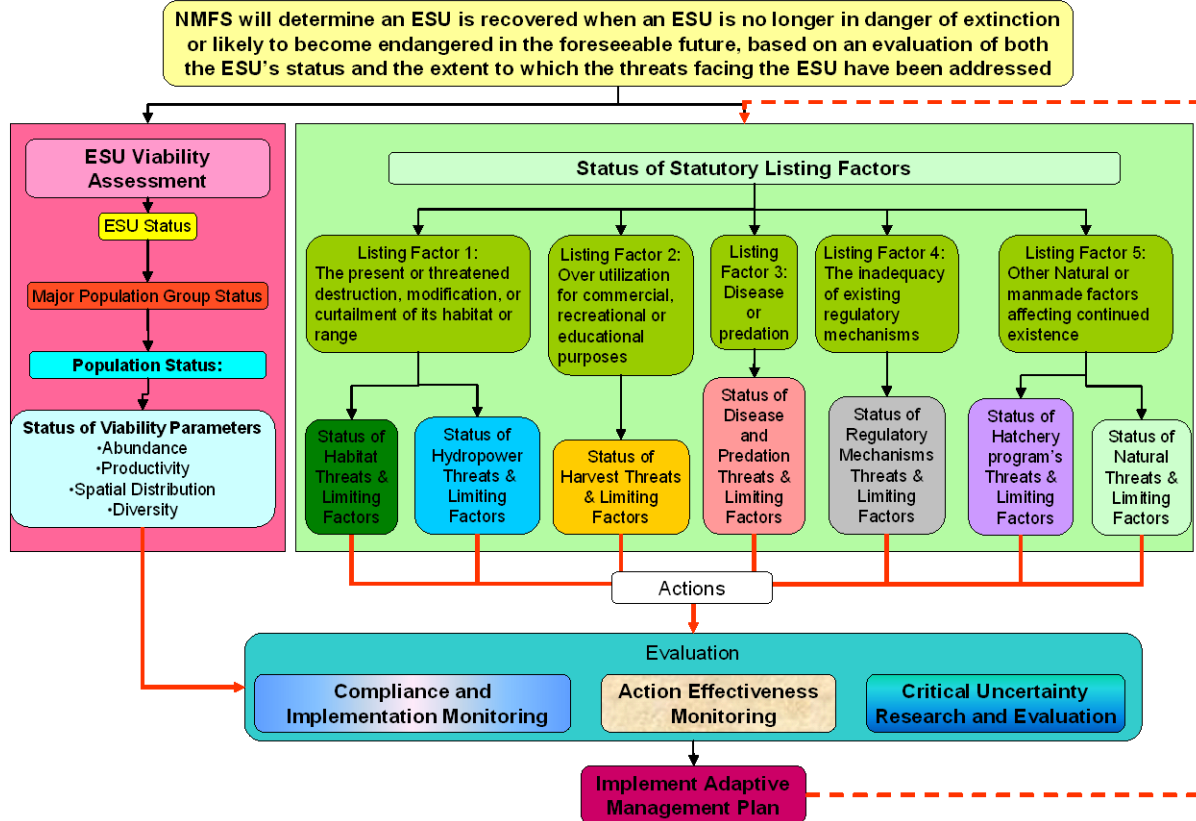 NMFS will determine an ESU is recovered when an ESU is no longer in danger of extinction
or likely to become endangered in the foreseeable future, based on an evaluation of both
the ESU's status and the extent to which the threats facing the ESU have been addressed
ESU Viability
Assessment
ESU Status
Major Population Group Status
Population Status:
Status of Viability Parameters
•Abundance
•Productivity
•Spatial Distribution
•Diversity
Status of Statutory Listing Factors
Listing Factor 1:
The present or threatened
destruction, modification, or
curtailment of its habitat or
range
Listing Factor 2:
Over utilization
for commercial,
recreational or
educational
purposes
Listing
Factor 3:
Disease
or
predation
Listing Factor 4:
The inadequacy
of existing
regulatory
mechanisms
Listing Factor 5:
Other Natural or
manmade factors
affecting continued
existence
Status of
Habitat
Threats &
Limiting
Factors
Status of
Hydropower
Threats &
Limiting
Factors
Status of
Harvest Threats
& Limiting
Factors
Status of
Disease
and
Predation
Threats &
Limiting
Factors
Status of
Regulatory
Mechanisms
Threats &
Limiting
Factors
Status of
Hatchery
program's
Threats &
Limiting
Factors
Status of
Natural
Threats &
Limiting
Factors
Actions
Evaluation
Compliance and
Implementation Monitoring
Action Effectiveness
Monitoring
Critical Uncertainty
Research and Evaluation
Implement Adaptive
Management Plan